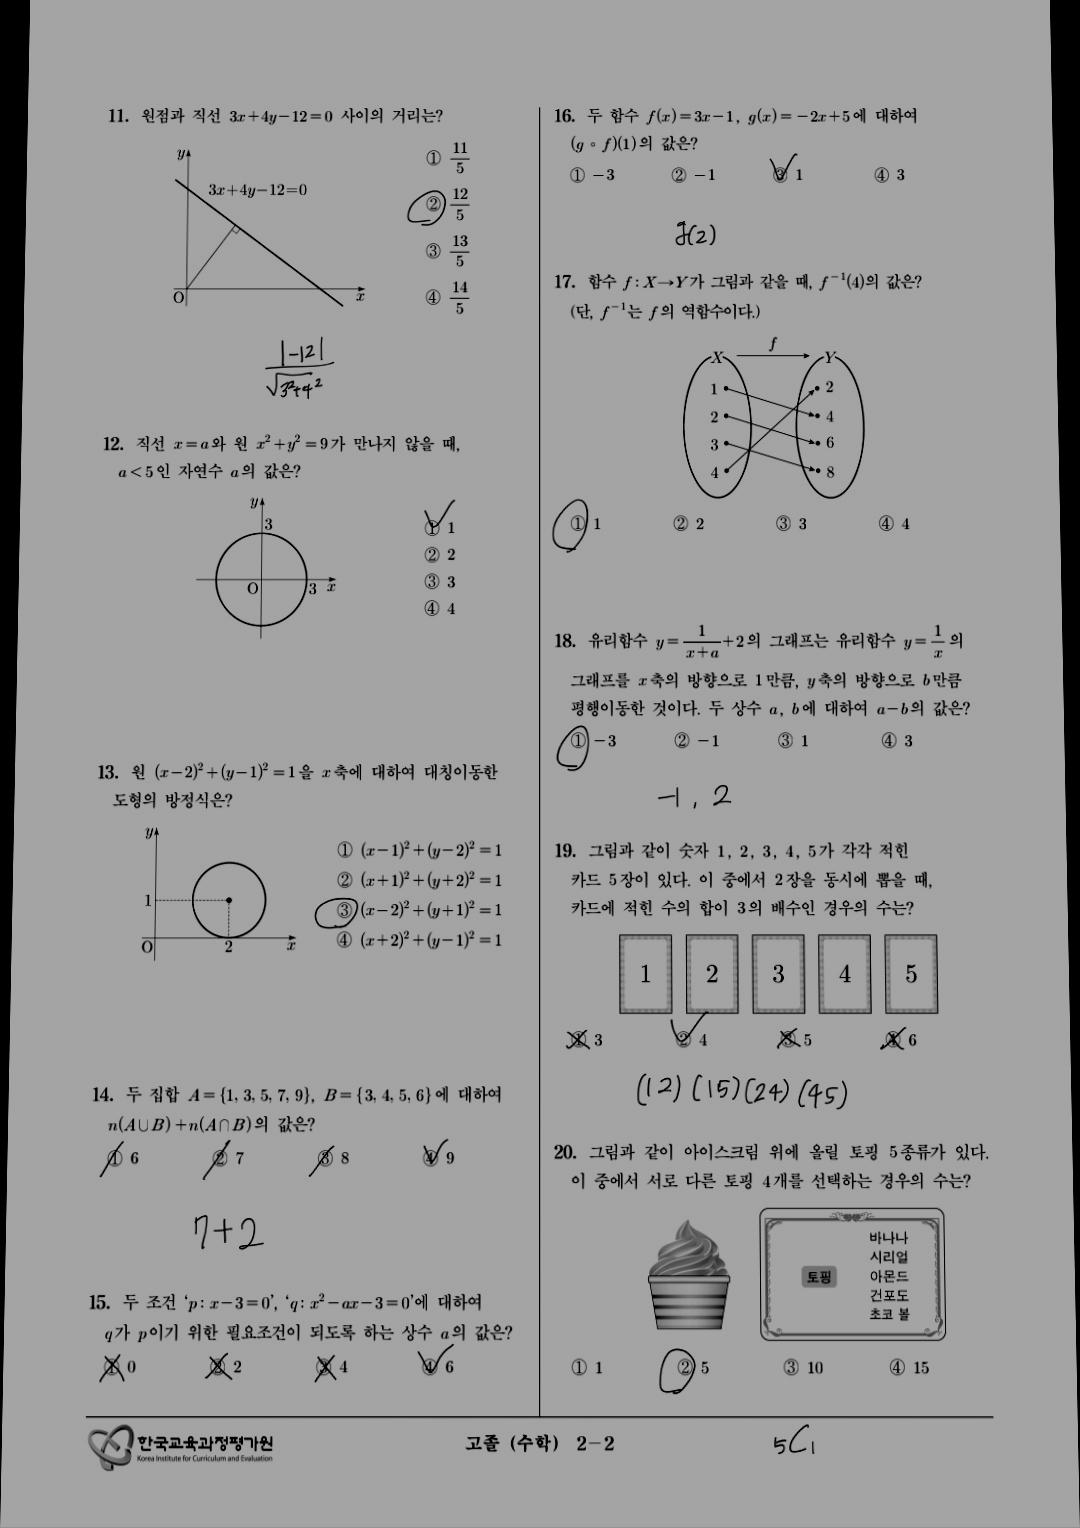 11. 원점과 직선 3x+4y−12=0 사이의 거리는?
y
3x+4y−12=0
O
x
① 11/5
② 12/5
③ 13/5
④ 14/5
|−12|
√3²+4²
12. 직선 x=a와 원 x²+y²=9가 만나지 않을 때,
a<5인 자연수 a의 값은?
y
3
O
3 x
① 1
② 2
③ 3
④ 4
13. 원 (x−2)²+(y−1)²=1을 x축에 대하여 대칭이동한
도형의 방정식은?
y
1
O
2
x
① (x−1)²+(y−2)²=1
② (x+1)²+(y+2)²=1
③ (x−2)²+(y+1)²=1
④ (x+2)²+(y−1)²=1
14. 두 집합 A={1, 3, 5, 7, 9}, B={3, 4, 5, 6}에 대하여
n(A∪B)+n(A∩B)의 값은?
① 6 ② 7 ③ 8 ④ 9
7+2
15. 두 조건 ‘p: x−3=0’, ‘q: x²−ax−3=0’에 대하여
q가 p이기 위한 필요조건이 되도록 하는 상수 a의 값은?
① 0 ② 2 ③ 4 ④ 6
16. 두 함수 f(x)=3x−1, g(x)=−2x+5에 대하여
(g∘f)(1)의 값은?
① −3 ② −1 ③ 1 ④ 3
g(2)
17. 함수 f: X→Y가 그림과 같을 때, f⁻¹(4)의 값은?
(단, f⁻¹는 f의 역함수이다.)
f
X Y
1 2
2 4
3 6
4 8
① 1 ② 2 ③ 3 ④ 4
18. 유리함수 y=1/(x+a)+2의 그래프는 유리함수 y=1/x의
그래프를 x축의 방향으로 1만큼, y축의 방향으로 b만큼
평행이동한 것이다. 두 상수 a, b에 대하여 a−b의 값은?
① −3 ② −1 ③ 1 ④ 3
−1, 2
19. 그림과 같이 숫자 1, 2, 3, 4, 5가 각각 적힌
카드 5장이 있다. 이 중에서 2장을 동시에 뽑을 때,
카드에 적힌 수의 합이 3의 배수인 경우의 수는?
1 2 3 4 5
① 3 ② 4 ③ 5 ④ 6
(12) (15) (24) (45)
20. 그림과 같이 아이스크림 위에 올릴 토핑 5종류가 있다.
이 중에서 서로 다른 토핑 4개를 선택하는 경우의 수는?
토핑
바나나
시리얼
아몬드
건포도
초코 볼
① 1 ② 5 ③ 10 ④ 15
5C1
한국교육과정평가원
Korea Institute for Curriculum and Evaluation
고졸 (수학) 2−2